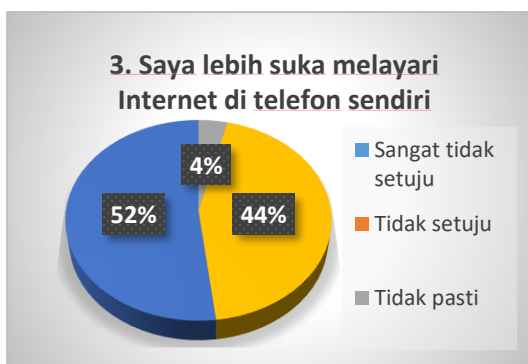 3. Saya lebih suka melayari
Internet di telefon sendiri
4%
52%
44%
Sangat tidak
setuju
Tidak setuju
Tidak pasti